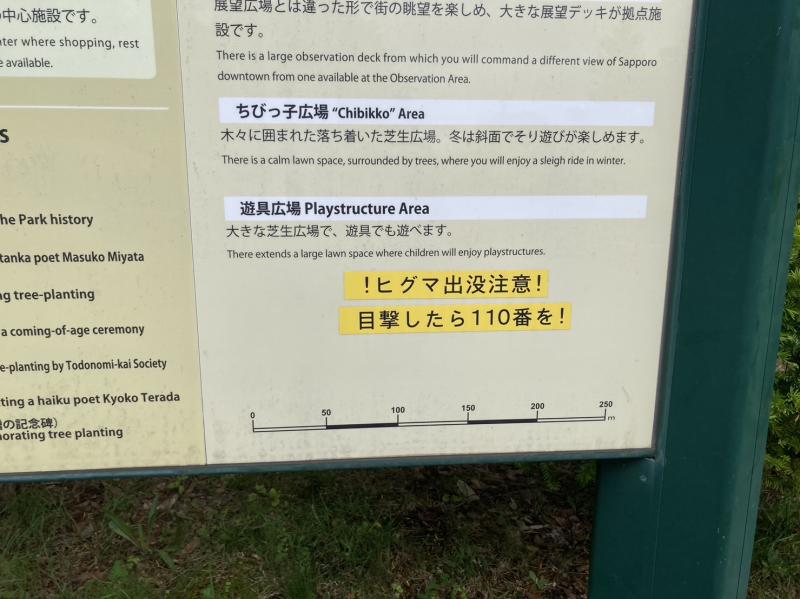 中心施設です。
where shopping, rest
available.
the Park history
tanka poet Masuko Miyata
tree-planting
a coming-of-age ceremony
-planting by Todonomi-kai Society
a haiku poet Kyoko Terada
の記念碑）
tree planting
展望広場とは違った形で街の眺望を楽しめ、大きな展望デッキが拠点施
設です。
There is a large observation deck from which you will command a different view of Sapporo
downtown from one available at the Observation Area.
ちびっ子広場 “Chibikko” Area
木々に囲まれた落ち着いた芝生広場。冬は斜面でそり遊びが楽しめます。
There is a calm lawn space, surrounded by trees, where you will enjoy a sleigh ride in winter.
遊具広場 Playstructure Area
大きな芝生広場で、遊具でも遊べます。
There extends a large lawn space where children will enjoy playstructures.
！ヒグマ出没注意！
目撃したら110番を！
0 50 100 150 200 250 m